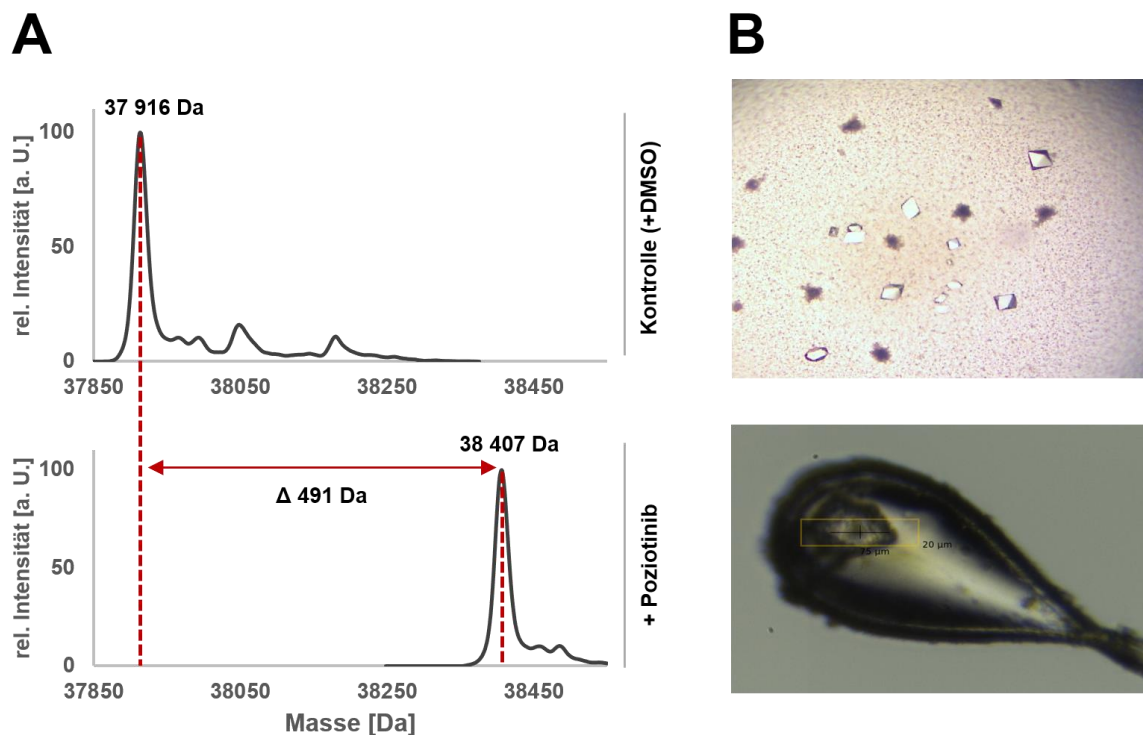 A
B
37 916 Da
rel. Intensität [a. U.]
100
50
0
37850
38050
38250
38450
Kontrolle (+DMSO)
38 407 Da
rel. Intensität [a. U.]
100
Δ 491 Da
50
0
37850
38050
38250
38450
Masse [Da]
+ Poziotinib
75 µm
20 µm